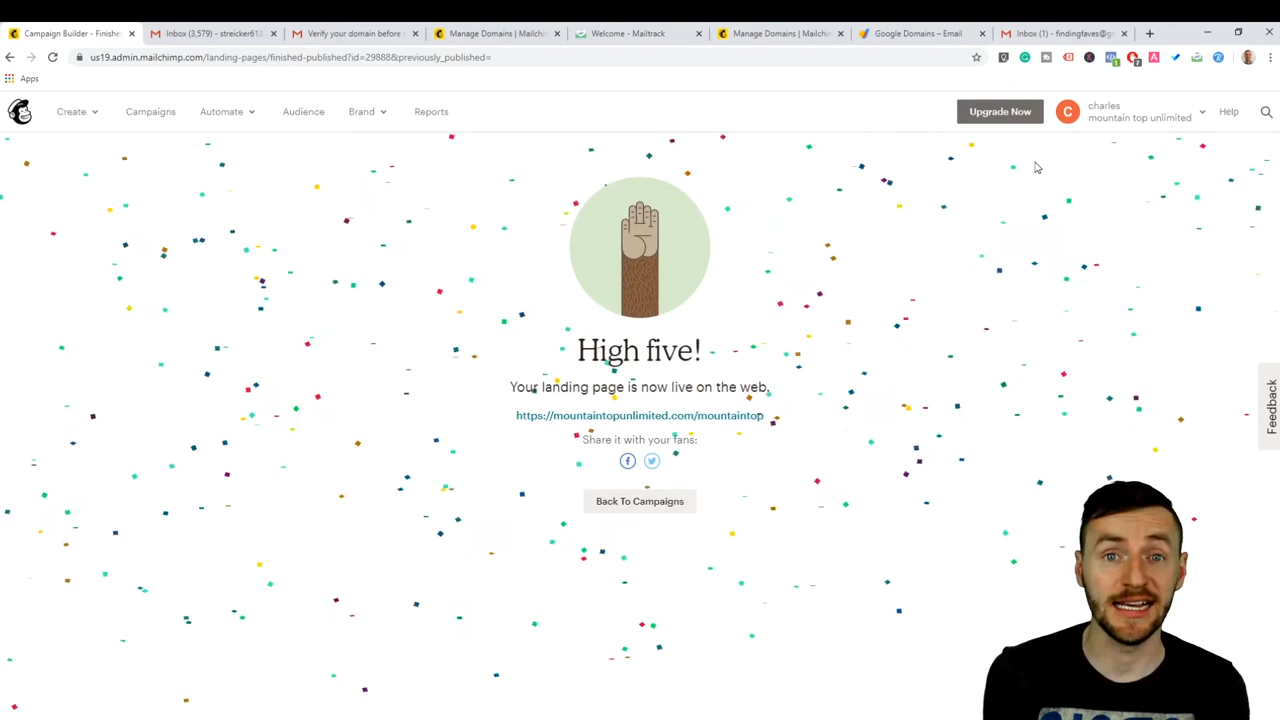 Campaign Builder - Finishe
Inbox (3,579) - streicker613
Verify your domain before s
Manage Domains | Mailchim
Welcome - Mailtrack
Manage Domains | Mailchim
Google Domains – Email
Inbox (1) - findingfaves@g
us19.admin.mailchimp.com/landing-pages/finished-published?id=29888&previously_published=
Apps
Create
Campaigns
Automate
Audience
Brand
Reports
Upgrade Now
C
charles
mountain top unlimited
Help
High five!
Your landing page is now live on the web.
https://mountaintopunlimited.com/mountaintop
Share it with your fans:
Back To Campaigns
Feedback